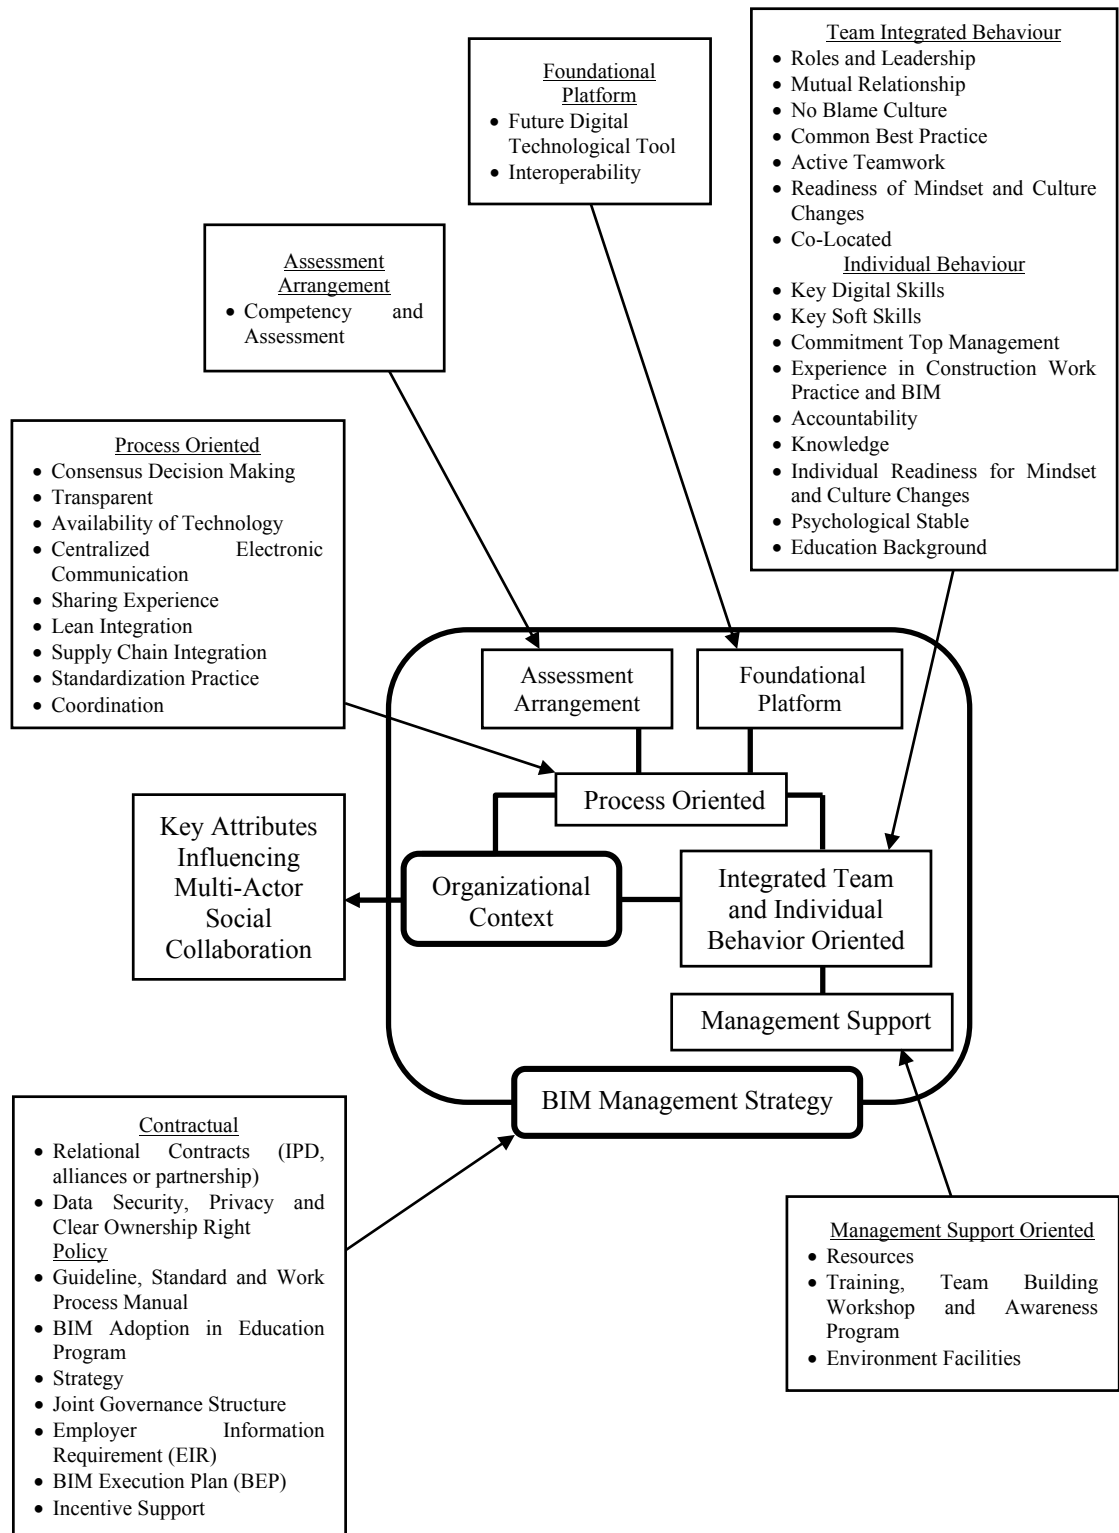 Team Integrated Behaviour
• Roles and Leadership
• Mutual Relationship
• No Blame Culture
• Common Best Practice
• Active Teamwork
• Readiness of Mindset and Culture
Changes
• Co-Located
Individual Behaviour
• Key Digital Skills
• Key Soft Skills
• Commitment Top Management
• Experience in Construction Work
Practice and BIM
• Accountability
• Knowledge
• Individual Readiness for Mindset
and Culture Changes
• Psychological Stable
• Education Background
Foundational
Platform
• Future Digital
Technological Tool
• Interoperability
Assessment
Arrangement
• Competency and
Assessment
Process Oriented
• Consensus Decision Making
• Transparent
• Availability of Technology
• Centralized Electronic
Communication
• Sharing Experience
• Lean Integration
• Supply Chain Integration
• Standardization Practice
• Coordination
Assessment
Arrangement
Foundational
Platform
Process Oriented
Key Attributes
Influencing
Multi-Actor
Social
Collaboration
Organizational
Context
Integrated Team
and Individual
Behavior Oriented
Management Support
BIM Management Strategy
Contractual
• Relational Contracts (IPD,
alliances or partnership)
• Data Security, Privacy and
Clear Ownership Right
Policy
• Guideline, Standard and Work
Process Manual
• BIM Adoption in Education
Program
• Strategy
• Joint Governance Structure
• Employer Information
Requirement (EIR)
• BIM Execution Plan (BEP)
• Incentive Support
Management Support Oriented
• Resources
• Training, Team Building
Workshop and Awareness
Program
• Environment Facilities